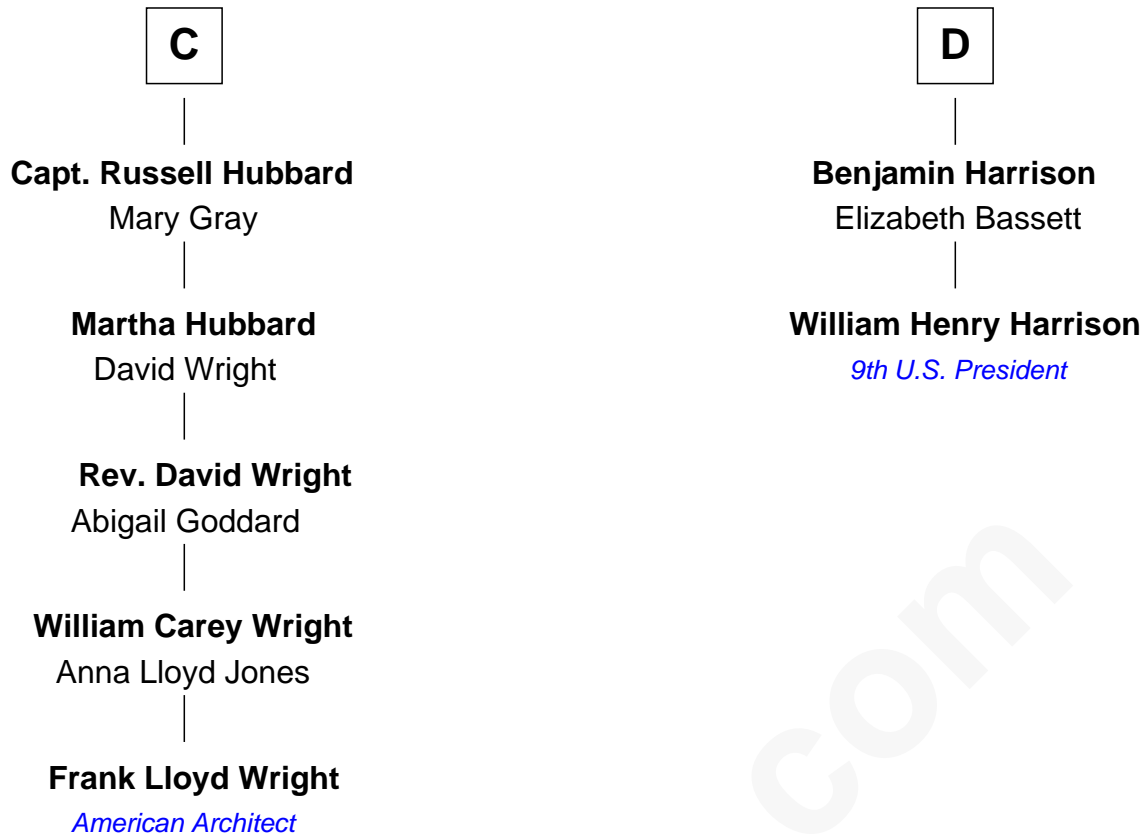 C
Capt. Russell Hubbard
Mary Gray
Martha Hubbard
David Wright
Rev. David Wright
Abigail Goddard
William Carey Wright
Anna Lloyd Jones
Frank Lloyd Wright
American Architect
D
Benjamin Harrison
Elizabeth Bassett
William Henry Harrison
9th U.S. President
com